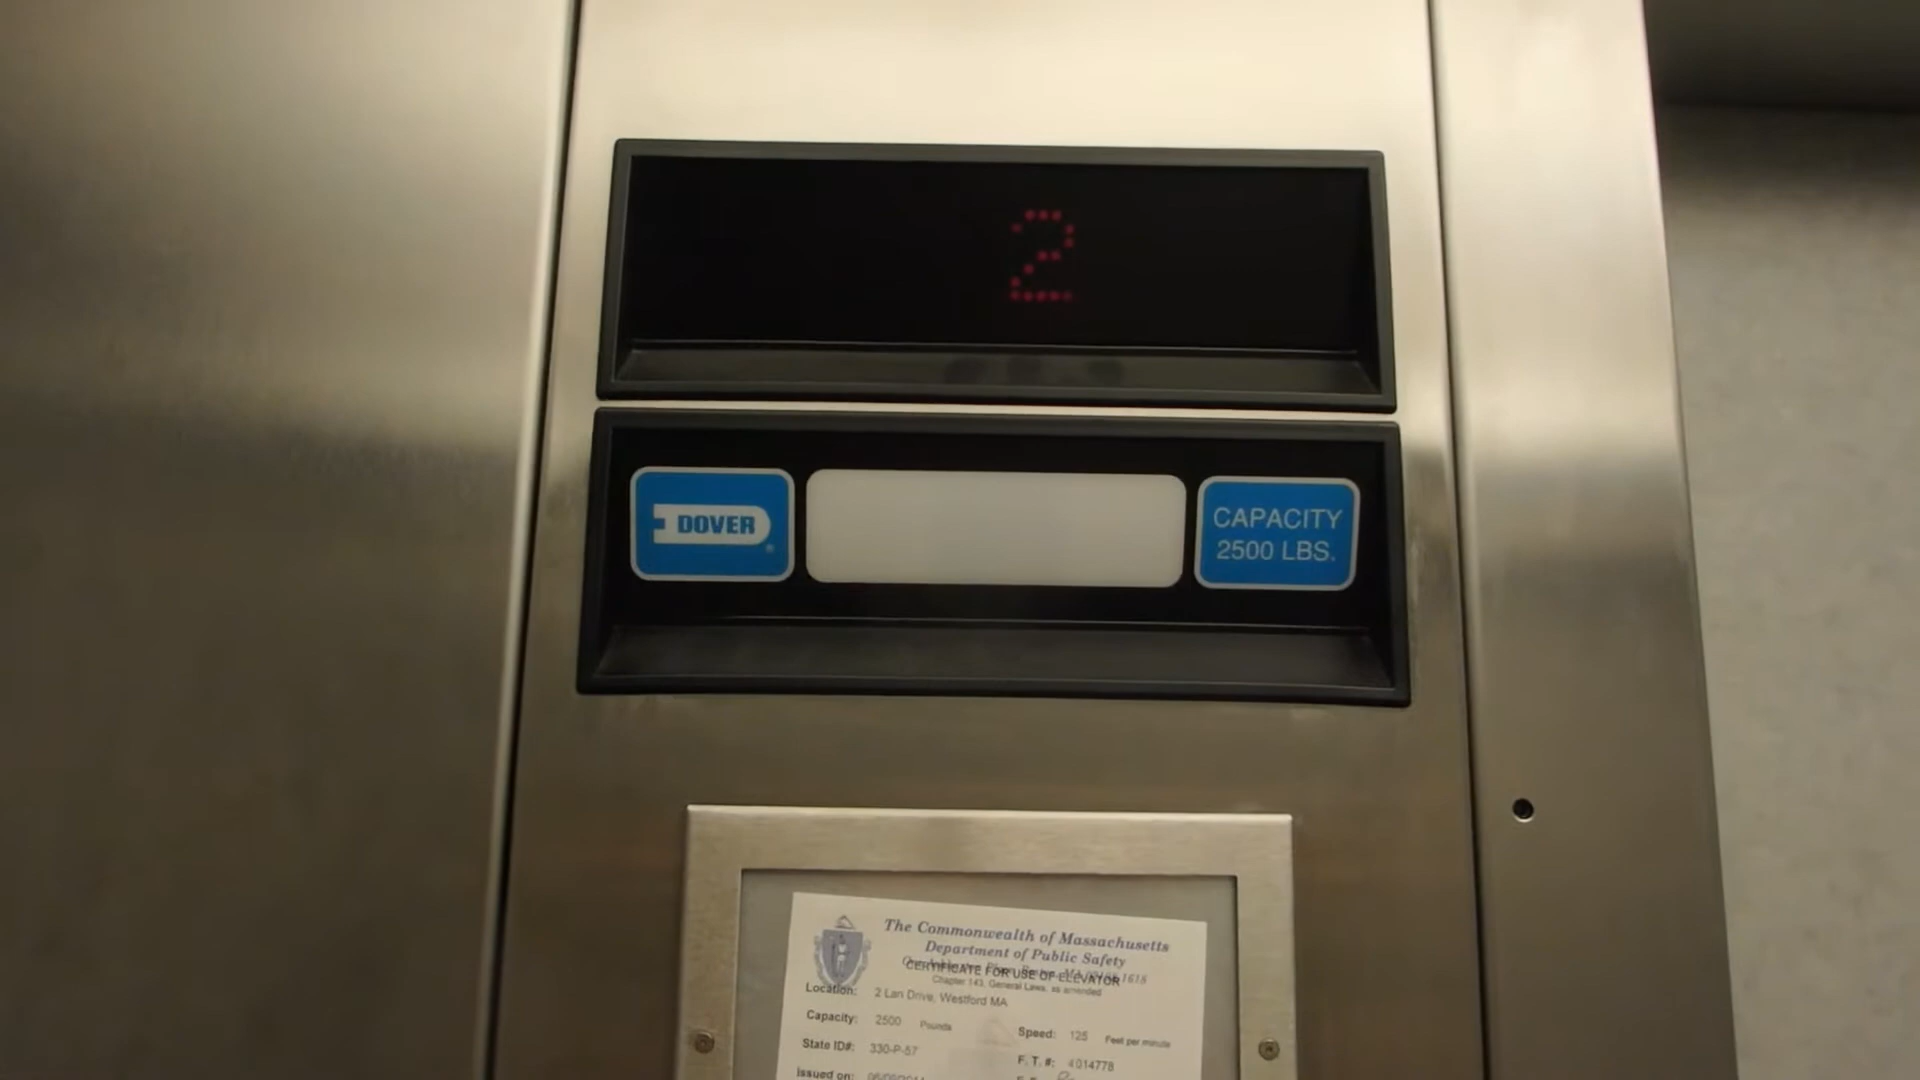 2
DOVER®
CAPACITY
2500 LBS.
The Commonwealth of Massachusetts
Department of Public Safety
CERTIFICATE FOR USE OF ELEVATOR
Chapter 143, General Laws, as amended
Location: 2 Lan Drive, Westford MA
Capacity: 2500 Pounds Speed: 125 Feet per minute
State ID#: 330-P-57 F. T. #: 4014778
Issued on: